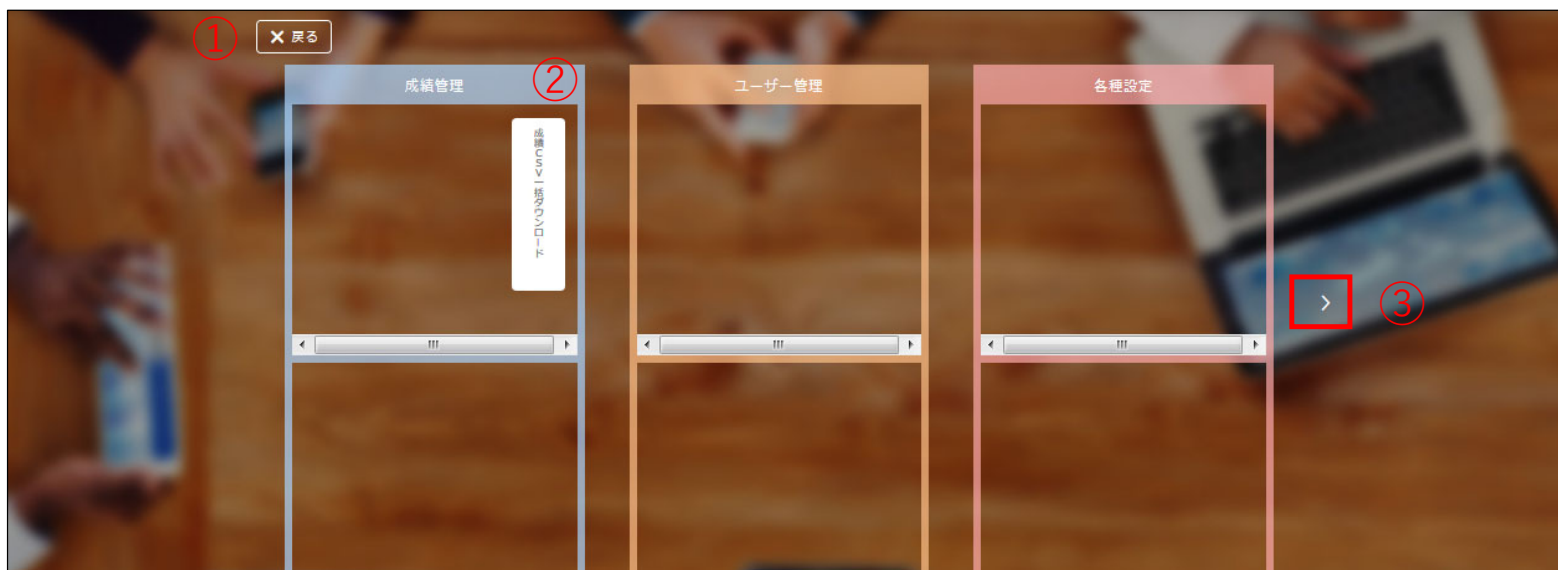 ①
× 戻る
成績管理
②
ユーザー管理
各種設定
成績CSV一括ダウンロード
③